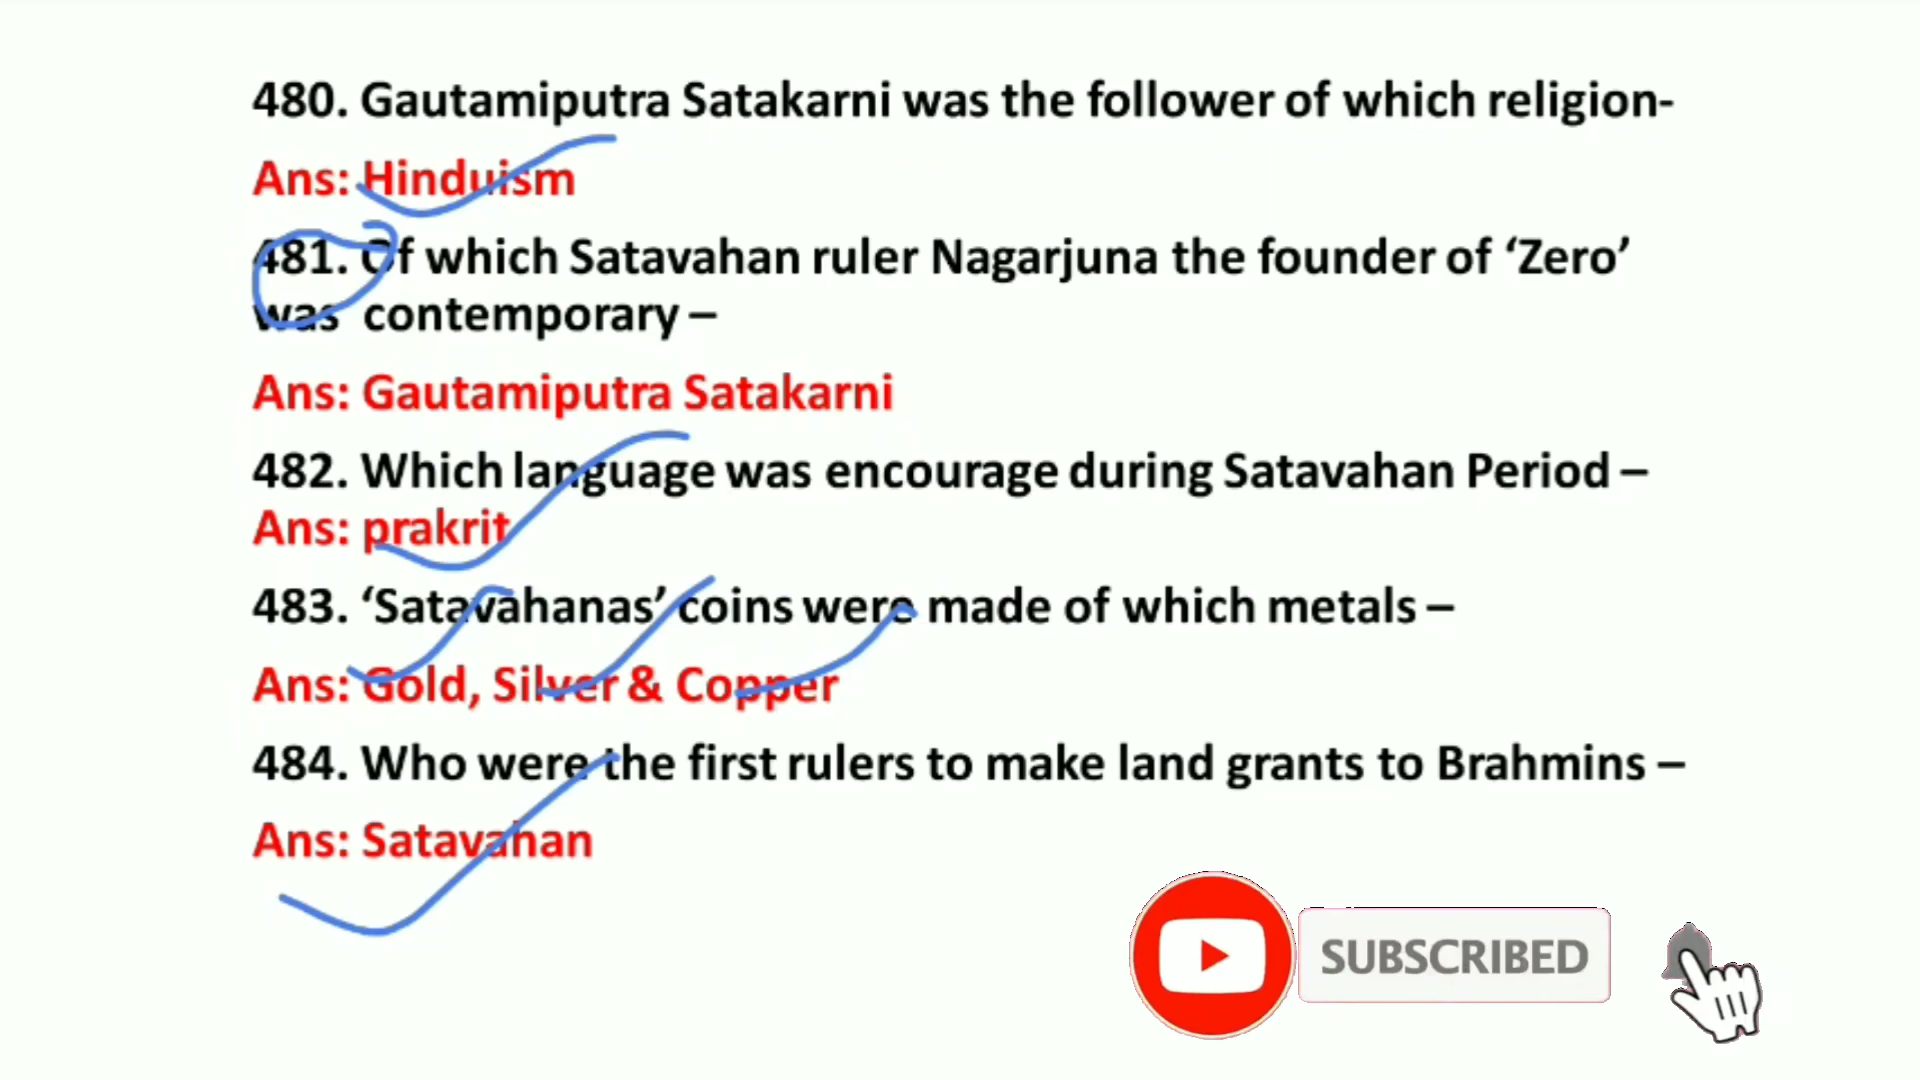 480. Gautamiputra Satakarni was the follower of which religion-
Ans: Hinduism
481. Of which Satavahan ruler Nagarjuna the founder of ‘Zero’
was contemporary –
Ans: Gautamiputra Satakarni
482. Which language was encourage during Satavahan Period –
Ans: prakrit
483. ‘Satavahanas’ coins were made of which metals –
Ans: Gold, Silver & Copper
484. Who were the first rulers to make land grants to Brahmins –
Ans: Satavahan
SUBSCRIBED